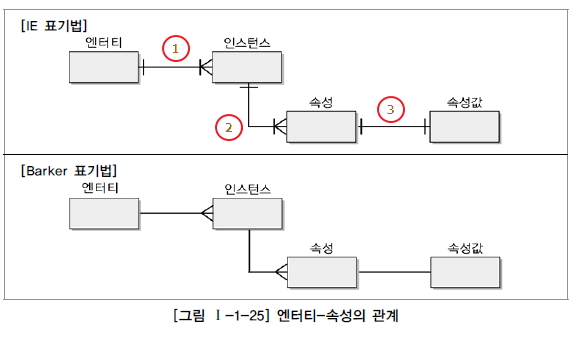 [IE 표기법]
엔터티
1
인스턴스
2
속성
3
속성값
[Barker 표기법]
엔터티
인스턴스
속성
속성값
[그림 Ⅰ-1-25] 엔터티-속성의 관계